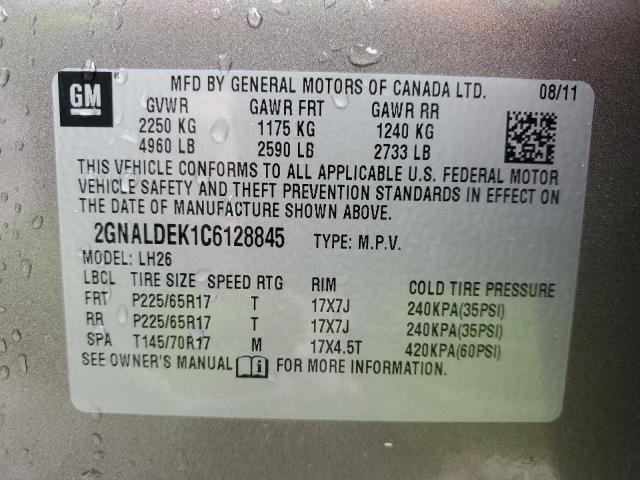 GM ®
MFD BY GENERAL MOTORS OF CANADA LTD. 08/11
GVWR GAWR FRT GAWR RR
2250 KG 1175 KG 1240 KG
4960 LB 2590 LB 2733 LB
THIS VEHICLE CONFORMS TO ALL APPLICABLE U.S. FEDERAL MOTOR
VEHICLE SAFETY AND THEFT PREVENTION STANDARDS IN EFFECT ON
THE DATE OF MANUFACTURE SHOWN ABOVE.
2GNALDEK1C6128845 TYPE: M.P.V.
MODEL: LH26
LBCL TIRE SIZE SPEED RTG RIM COLD TIRE PRESSURE
FRT P225/65R17 T 17X7J 240KPA(35PSI)
RR P225/65R17 T 17X7J 240KPA(35PSI)
SPA T145/70R17 M 17X4.5T 420KPA(60PSI)
SEE OWNER'S MANUAL i FOR MORE INFORMATION.